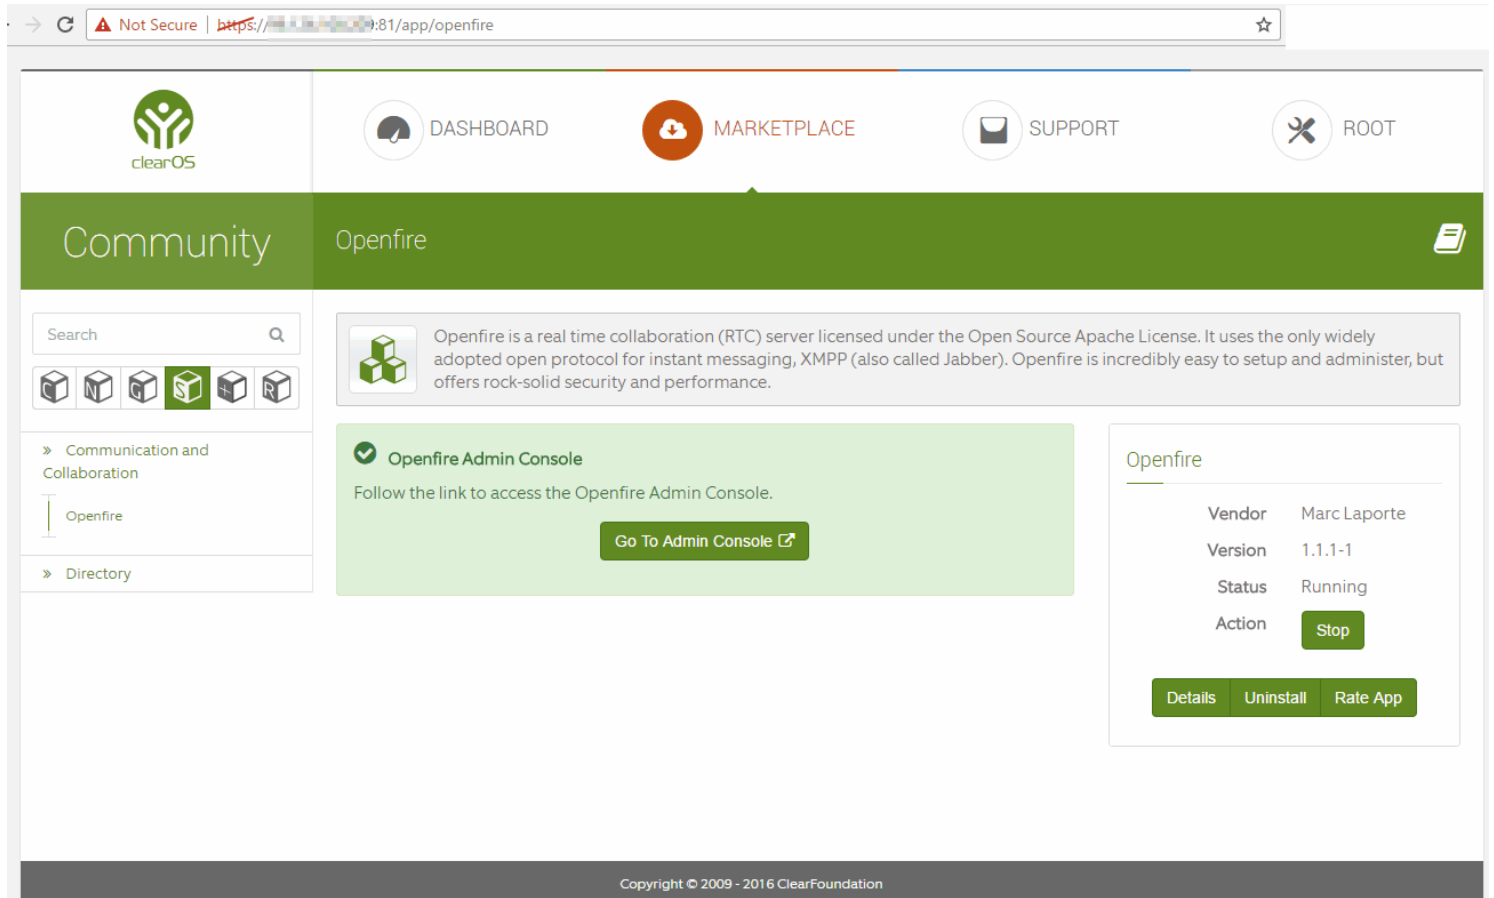 Not Secure | https:// :81/app/openfire
clearOS
DASHBOARD
MARKETPLACE
SUPPORT
ROOT
Community
Openfire
Search
C N G S + R
Openfire is a real time collaboration (RTC) server licensed under the Open Source Apache License. It uses the only widely
adopted open protocol for instant messaging, XMPP (also called Jabber). Openfire is incredibly easy to setup and administer, but
offers rock-solid security and performance.
» Communication and
Collaboration
Openfire
» Directory
Openfire Admin Console
Follow the link to access the Openfire Admin Console.
Go To Admin Console
Openfire
Vendor Marc Laporte
Version 1.1.1-1
Status Running
Action Stop
Details Uninstall Rate App
Copyright © 2009 - 2016 ClearFoundation